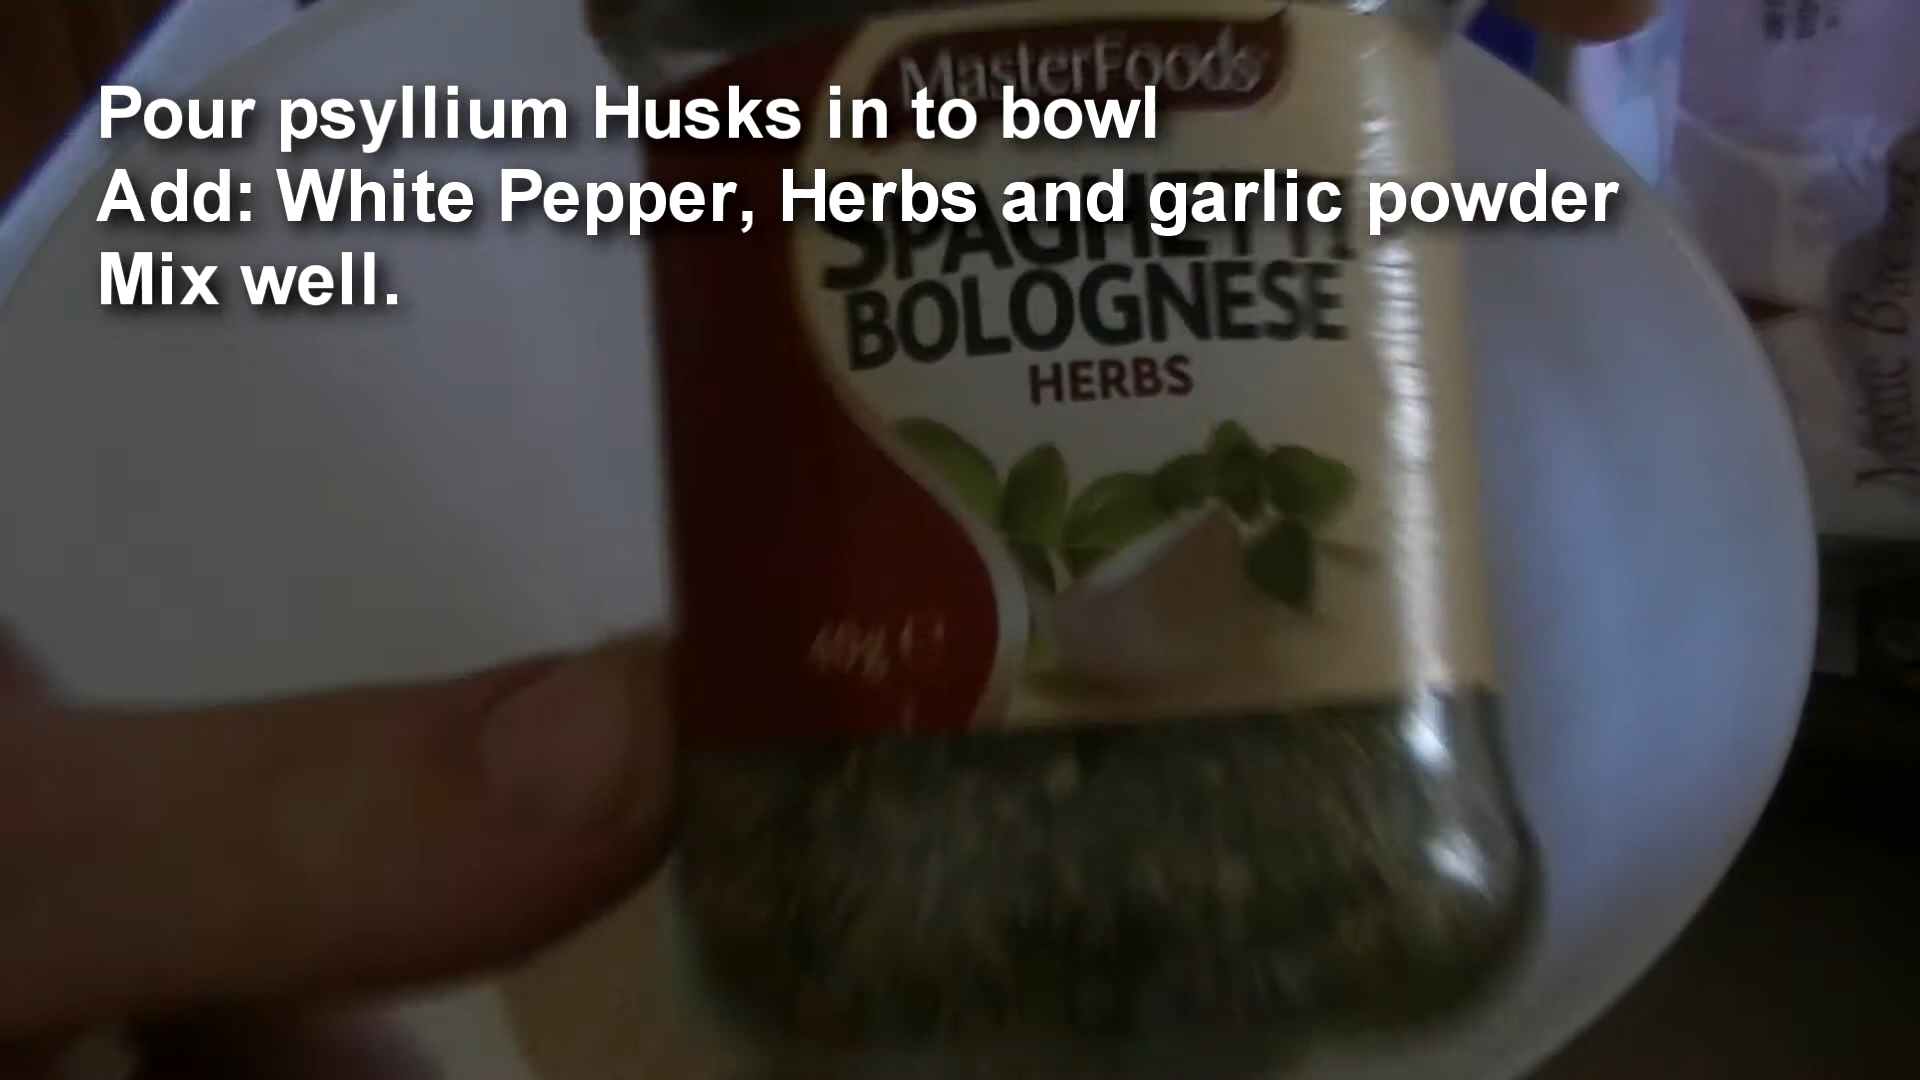 Pour psyllium Husks in to bowl
Add: White Pepper, Herbs and garlic powder
Mix well.
MasterFoods
SPAGHETTI
BOLOGNESE
HERBS